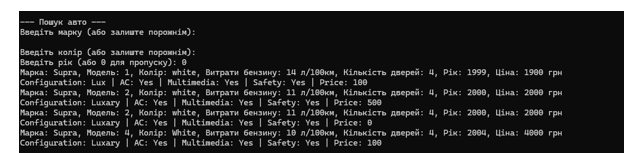 --- Пошук авто ---
Введіть марку (або залиште порожнім):
Введіть колір (або залиште порожнім):
Введіть рік (або 0 для пропуску): 0
Марка: Supra, Модель: 1, Колір: white, Витрати бензину: 14 л/100км, Кількість дверей: 4, Рік: 1999, Ціна: 1900 грн
Configuration: Lux | AC: Yes | Multimedia: Yes | Safety: Yes | Price: 100
Марка: Supra, Модель: 2, Колір: white, Витрати бензину: 11 л/100км, Кількість дверей: 4, Рік: 2000, Ціна: 2000 грн
Configuration: Luxary | AC: Yes | Multimedia: Yes | Safety: Yes | Price: 500
Марка: Supra, Модель: 2, Колір: white, Витрати бензину: 11 л/100км, Кількість дверей: 4, Рік: 2000, Ціна: 2000 грн
Configuration: Luxary | AC: Yes | Multimedia: Yes | Safety: Yes | Price: 0
Марка: Supra, Модель: 4, Колір: White, Витрати бензину: 10 л/100км, Кількість дверей: 4, Рік: 2004, Ціна: 4000 грн
Configuration: Luxary | AC: Yes | Multimedia: Yes | Safety: Yes | Price: 100